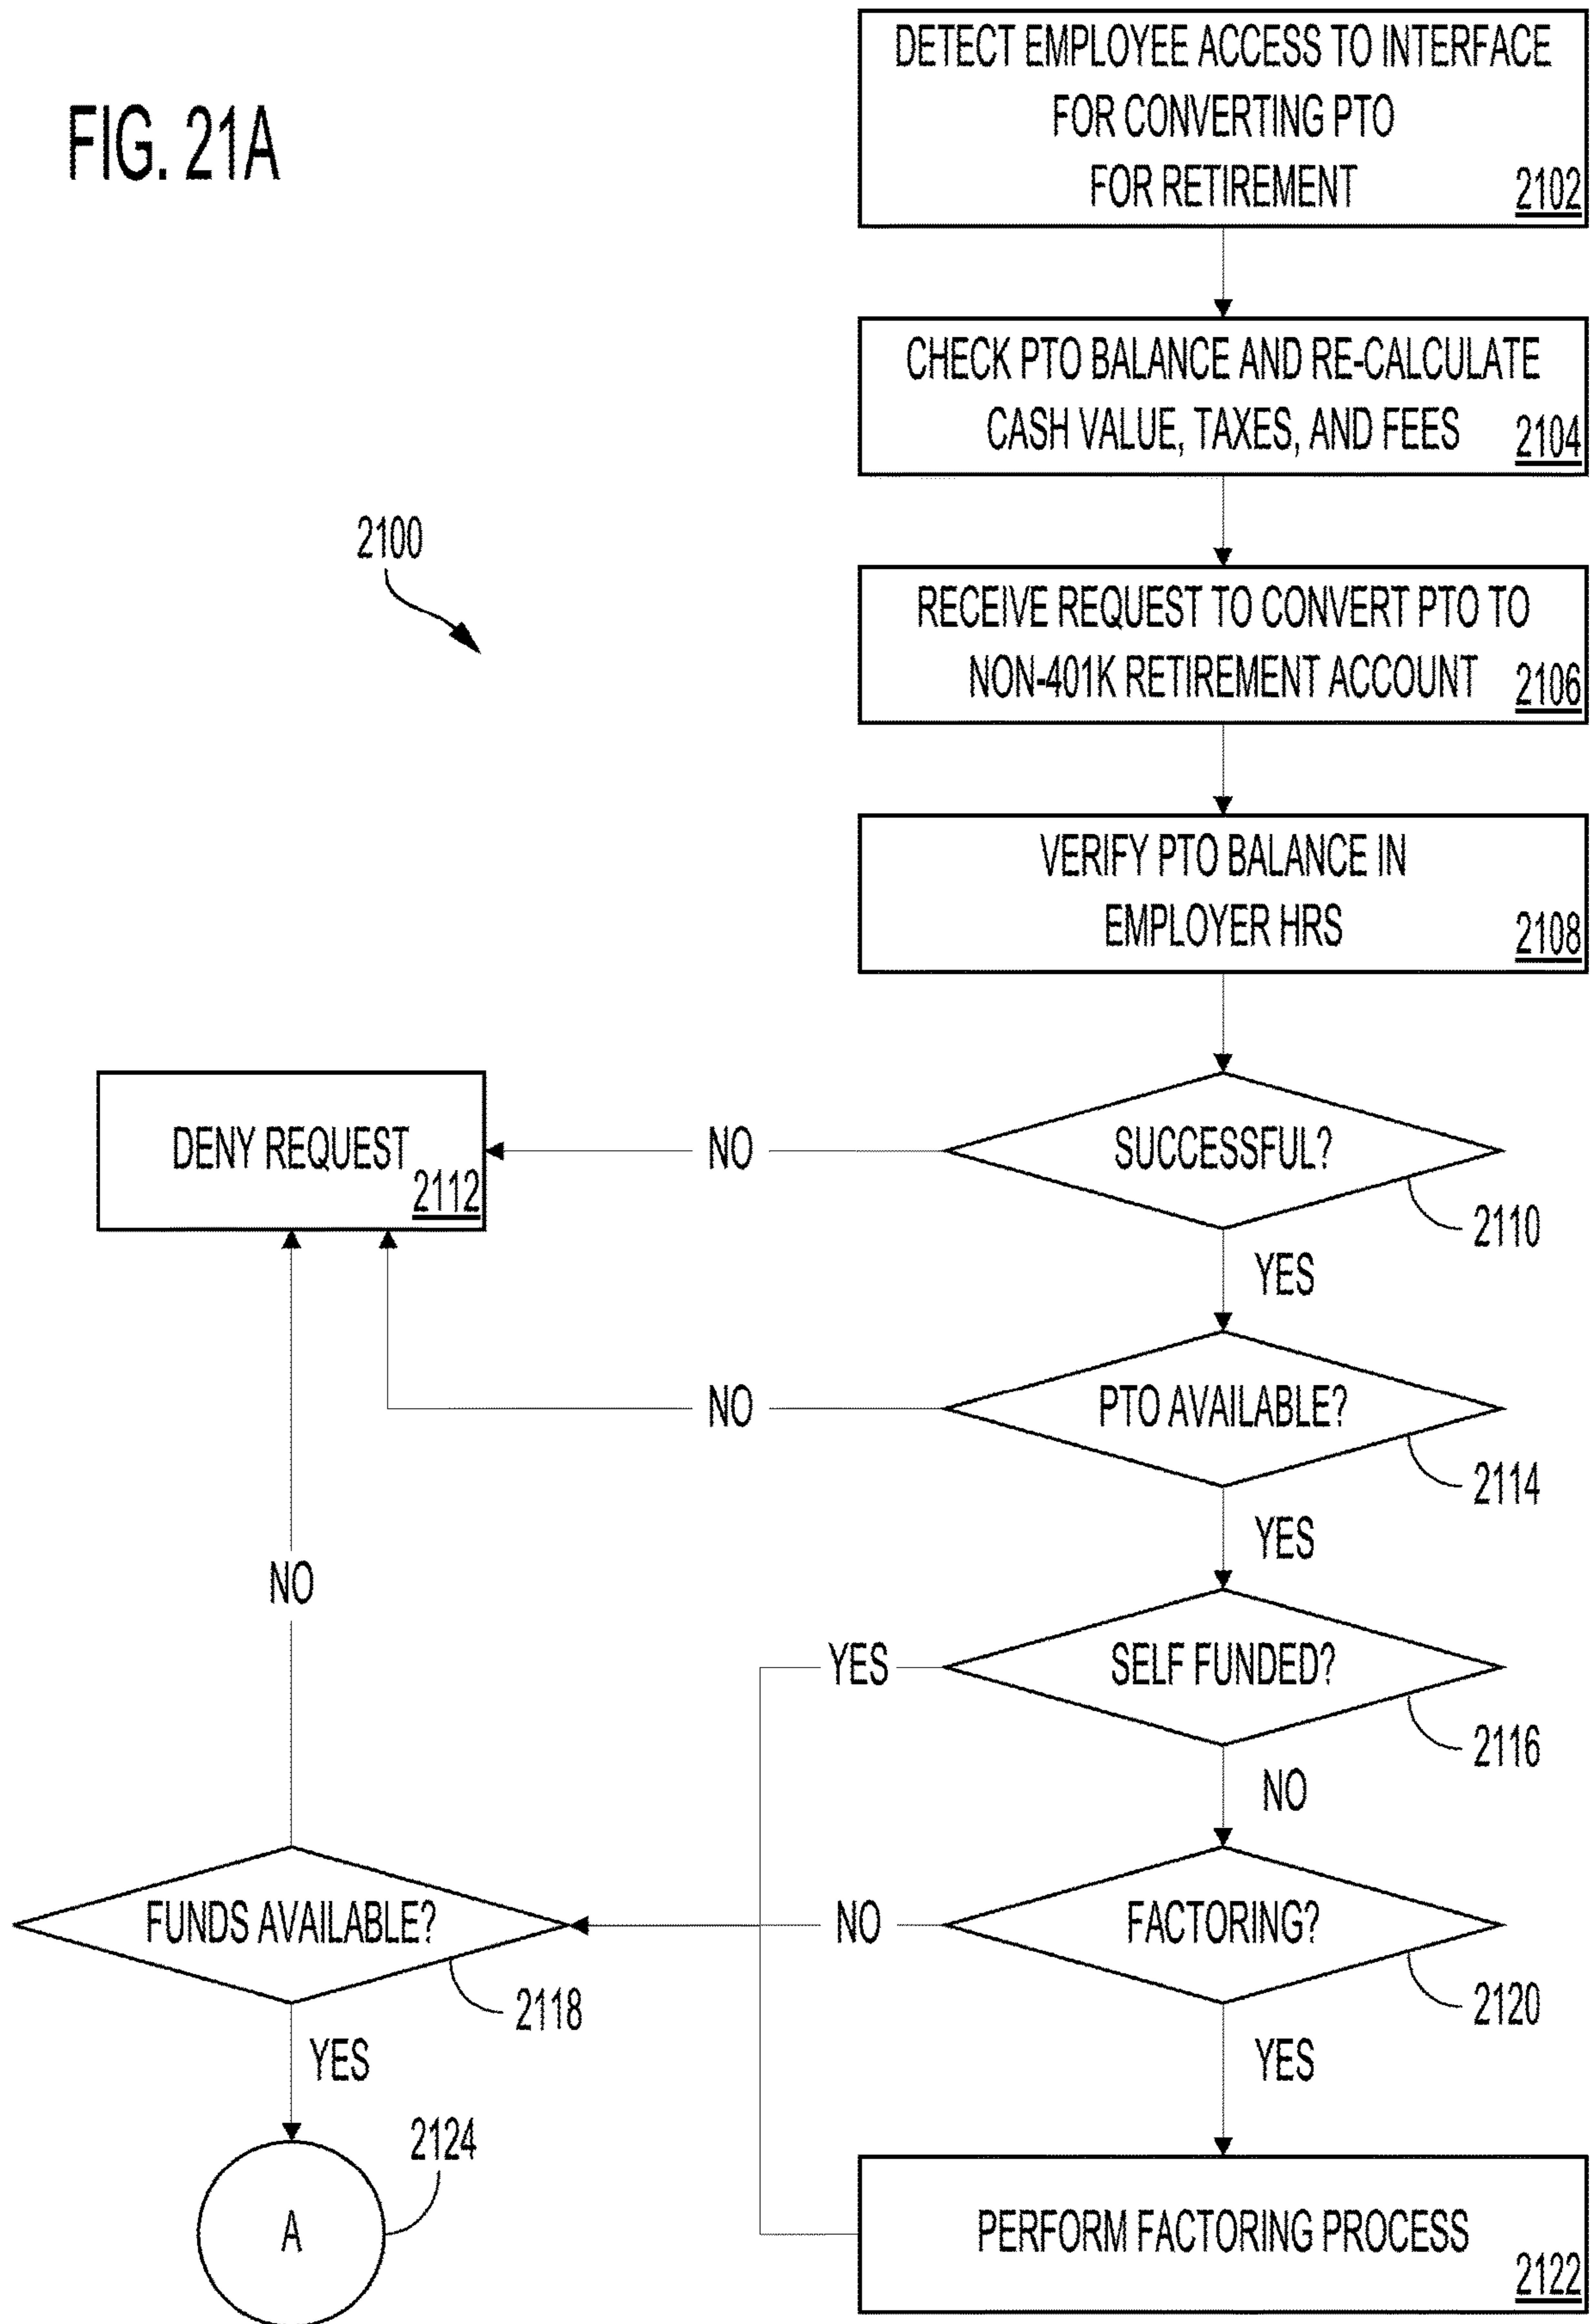 FIG. 21A
DETECT EMPLOYEE ACCESS TO INTERFACE
FOR CONVERTING PTO
FOR RETIREMENT
2102
CHECK PTO BALANCE AND RE-CALCULATE
CASH VALUE, TAXES, AND FEES
2104
2100
RECEIVE REQUEST TO CONVERT PTO TO
NON-401K RETIREMENT ACCOUNT
2106
VERIFY PTO BALANCE IN
EMPLOYER HRS
2108
DENY REQUEST
2112
NO
SUCCESSFUL?
2110
YES
NO
PTO AVAILABLE?
2114
YES
NO
YES
SELF FUNDED?
2116
NO
FUNDS AVAILABLE?
2118
NO
FACTORING?
2120
YES
YES
2124
A
PERFORM FACTORING PROCESS
2122